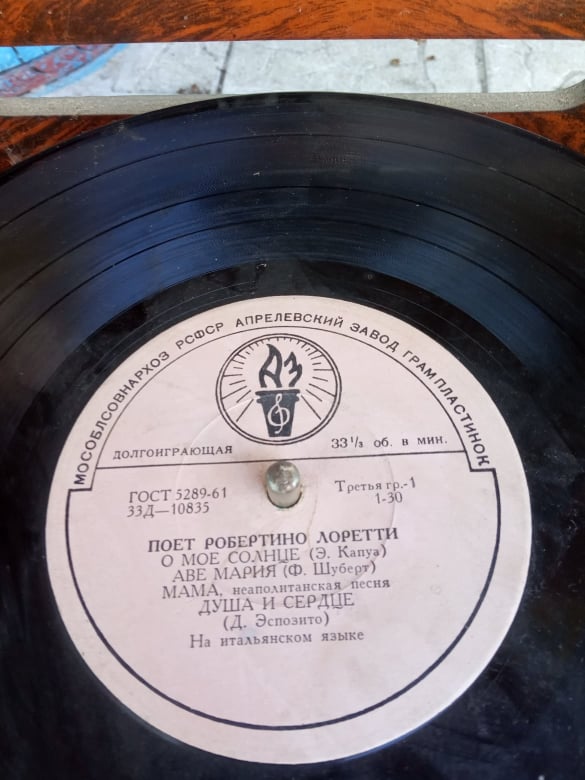 МОСОБЛСОВНАРХОЗ РСФСР АПРЕЛЕВСКИЙ ЗАВОД ГРАМПЛАСТИНОК
АЗ
ДОЛГОИГРАЮЩАЯ
33 1/3 об. в мин.
ГОСТ 5289-61
33Д—10835
Третья гр.-1
1-30
ПОЕТ РОБЕРТИНО ЛОРЕТТИ
О МОЕ СОЛНЦЕ (Э. Капуа)
АВЕ МАРИЯ (Ф. Шуберт)
МАМА, неаполитанская песня
ДУША И СЕРДЦЕ
(Д. Эспозито)
На итальянском языке